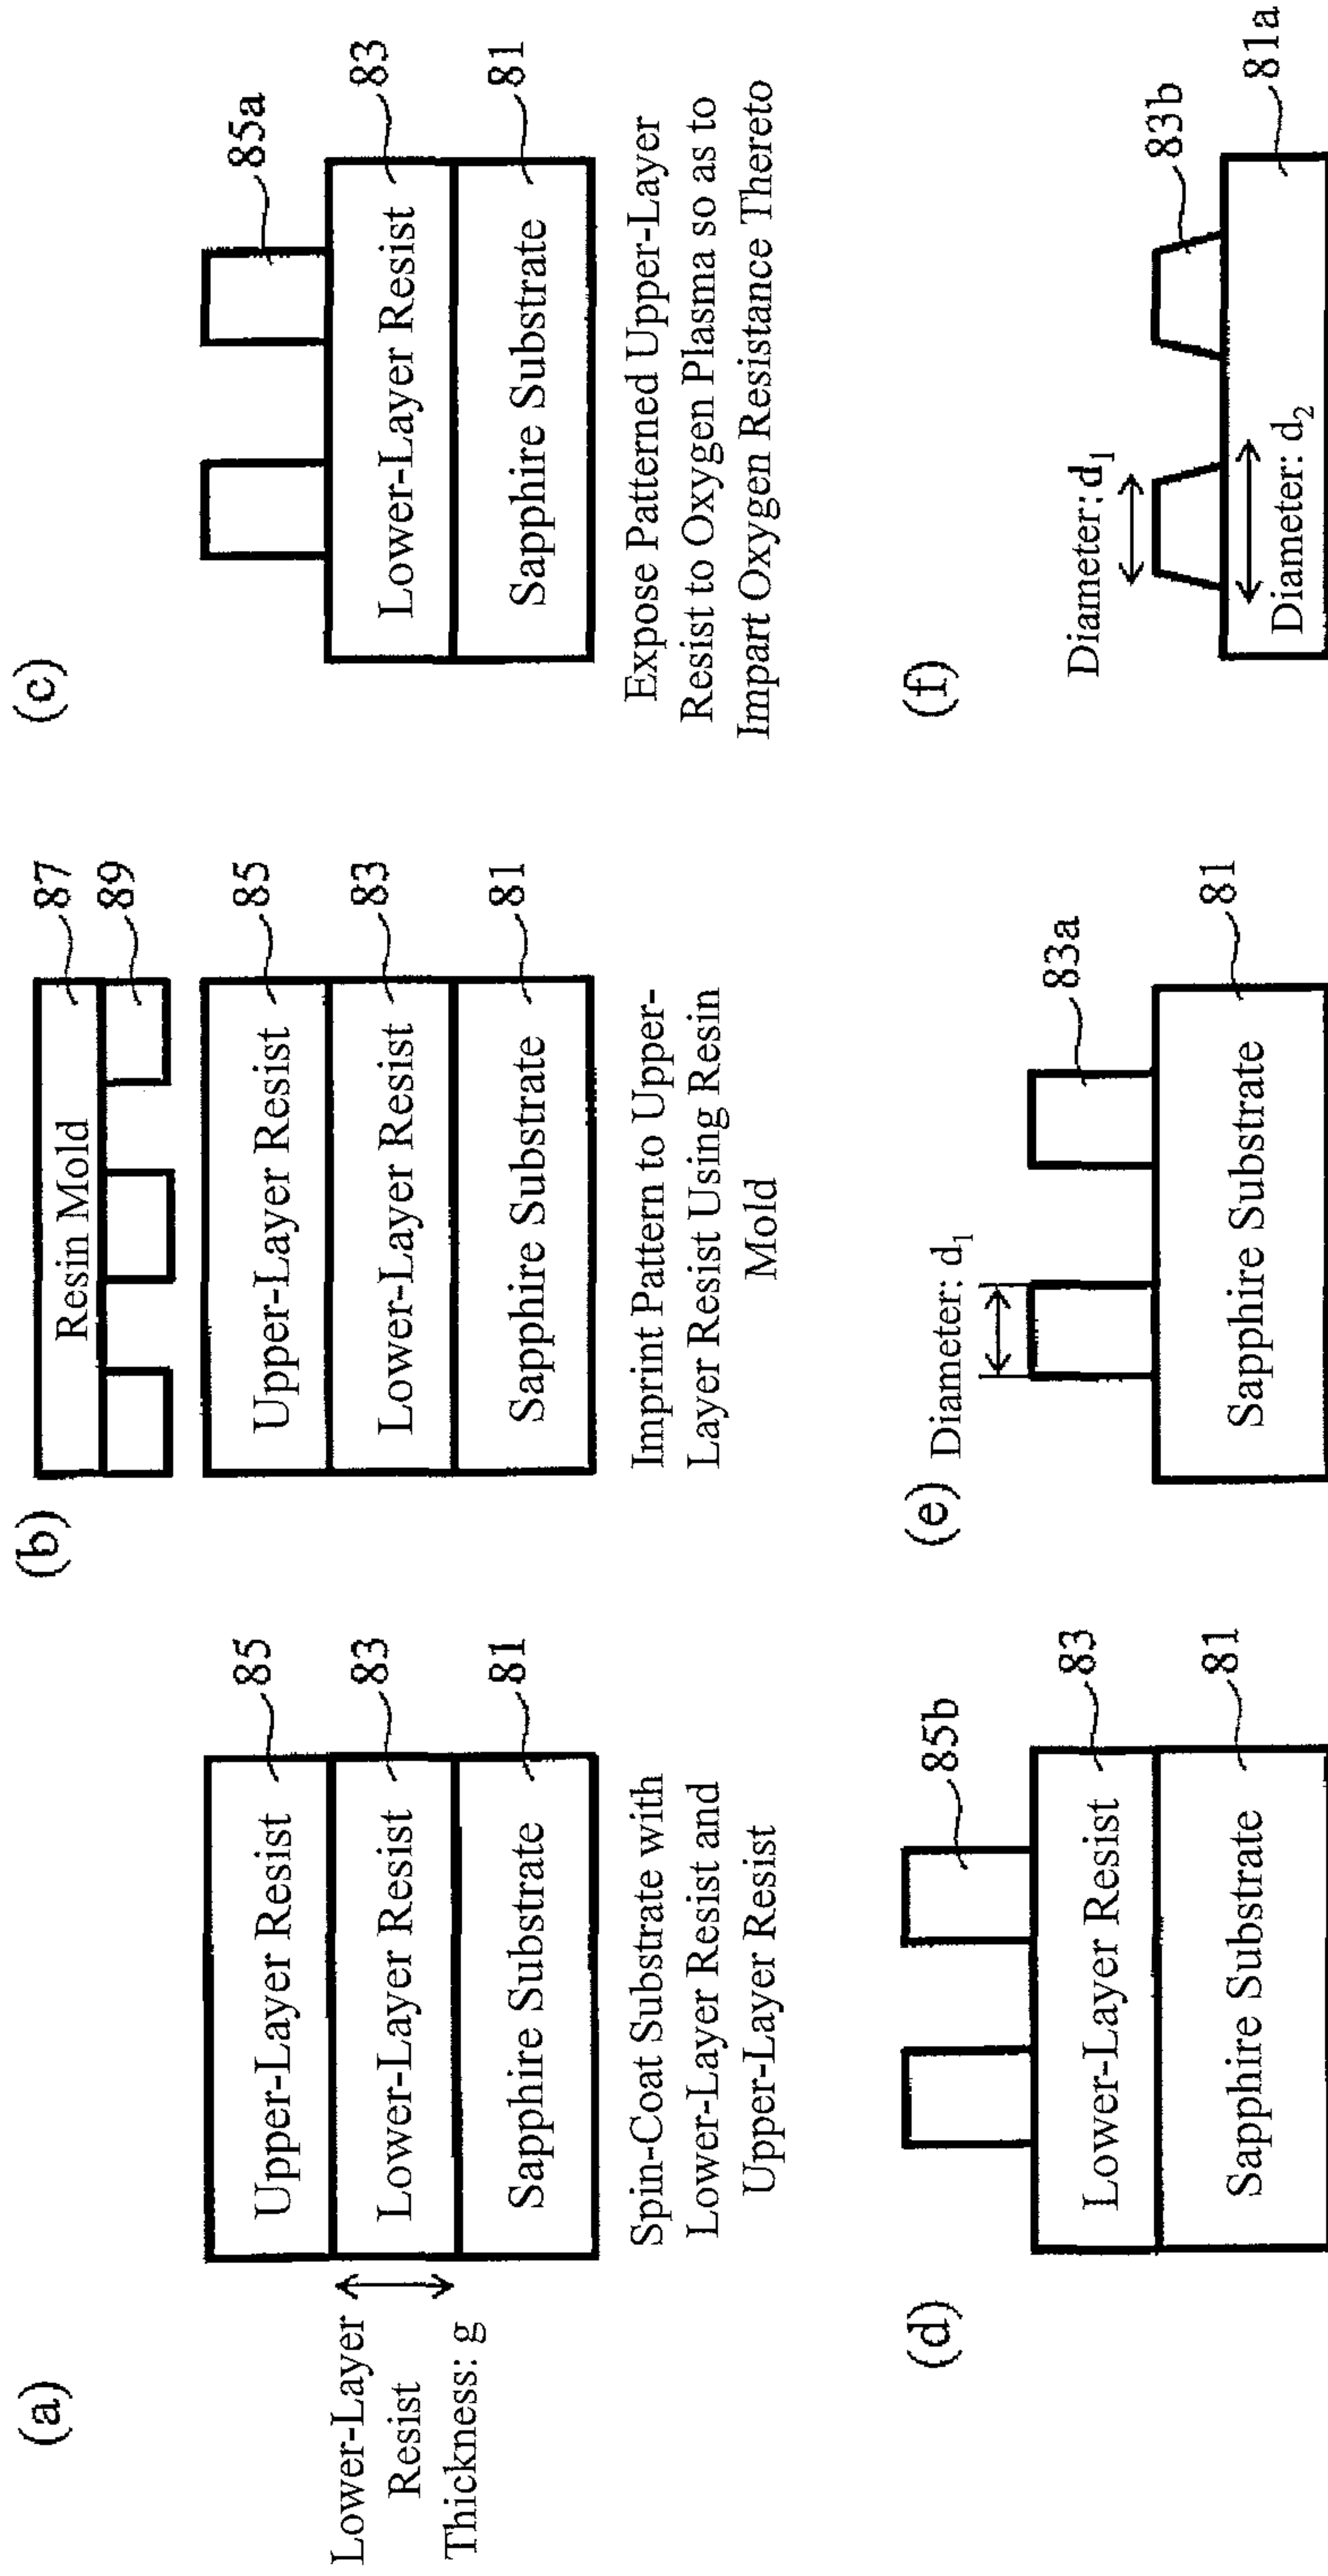 (a)
Upper-Layer Resist
85
Lower-Layer Resist
83
Sapphire Substrate
81
Lower-Layer
Resist
Thickness: g
Spin-Coat Substrate with
Lower-Layer Resist and
Upper-Layer Resist
(b)
Resin Mold
87
89
Upper-Layer Resist
85
Lower-Layer Resist
83
Sapphire Substrate
81
Imprint Pattern to Upper-
Layer Resist Using Resin
Mold
(c)
85a
Lower-Layer Resist
83
Sapphire Substrate
81
Expose Patterned Upper-Layer
Resist to Oxygen Plasma so as to
Impart Oxygen Resistance Thereto
(d)
85b
Lower-Layer Resist
83
Sapphire Substrate
81
(e)
Diameter: d1
83a
Sapphire Substrate
81
(f)
Diameter: d1
83b
Diameter: d2
81a